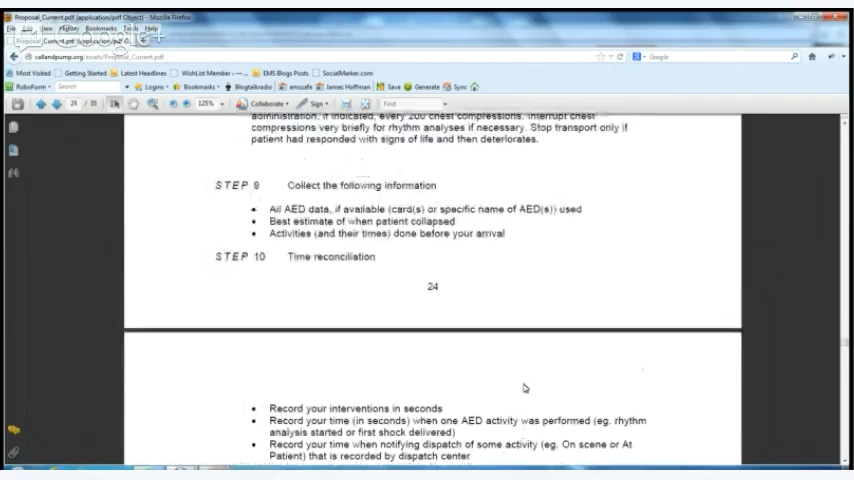 Proposal_Current.pdf (application/pdf Object) - Mozilla Firefox
File Edit View History Bookmarks Tools Help
Proposal_Current.pdf (application/pdf O...
callandpump.org/assets/Proposal_Current.pdf
Google
Most Visited Getting Started Latest Headlines WishList Member - ... EMS Blogs Posts SocialMarker.com
RoboForm Search Logins Bookmarks Blogtalkradio emssafe James Hoffman Save Generate Sync
24 / 35 125% Collaborate Sign Find
administration, if indicated, every 200 chest compressions. Interrupt chest
compressions very briefly for rhythm analyses if necessary. Stop transport only if
patient had responded with signs of life and then deteriorates.
STEP 9 Collect the following information
• All AED data, if available (card(s) or specific name of AED(s)) used
• Best estimate of when patient collapsed
• Activities (and their times) done before your arrival
STEP 10 Time reconciliation
24
• Record your interventions in seconds
• Record your time (in seconds) when one AED activity was performed (eg. rhythm
analysis started or first shock delivered)
• Record your time when notifying dispatch of some activity (eg. On scene or At
Patient) that is recorded by dispatch center